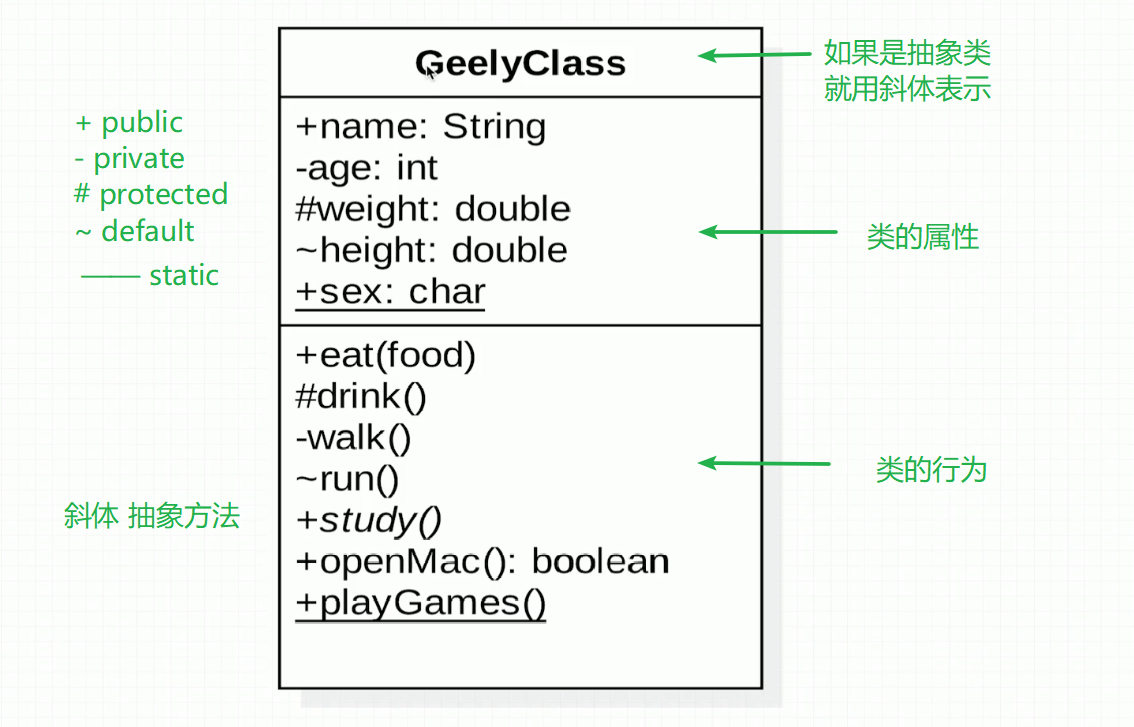 GeelyClass
如果是抽象类
就用斜体表示
+ public
- private
# protected
~ default
—— static
+name: String
-age: int
#weight: double
~height: double
+sex: char
类的属性
+eat(food)
#drink()
-walk()
~run()
+study()
+openMac(): boolean
+playGames()
类的行为
斜体 抽象方法